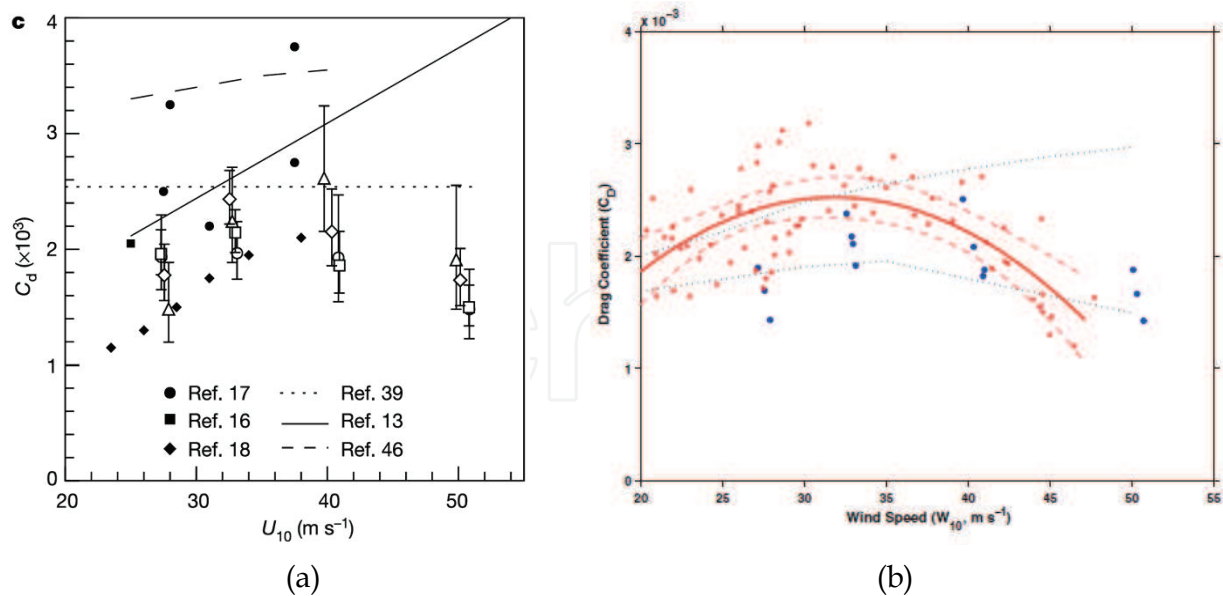 c
4
3
2
1
0
C_d (×10³)
Ref. 17
Ref. 39
Ref. 16
Ref. 13
Ref. 18
Ref. 46
20
30
40
50
U₁₀ (m s⁻¹)
(a)
x 10⁻³
4
3
2
1
0
Drag Coefficient (C_D)
20
25
30
35
40
45
50
55
Wind Speed (W₁₀, m s⁻¹)
(b)